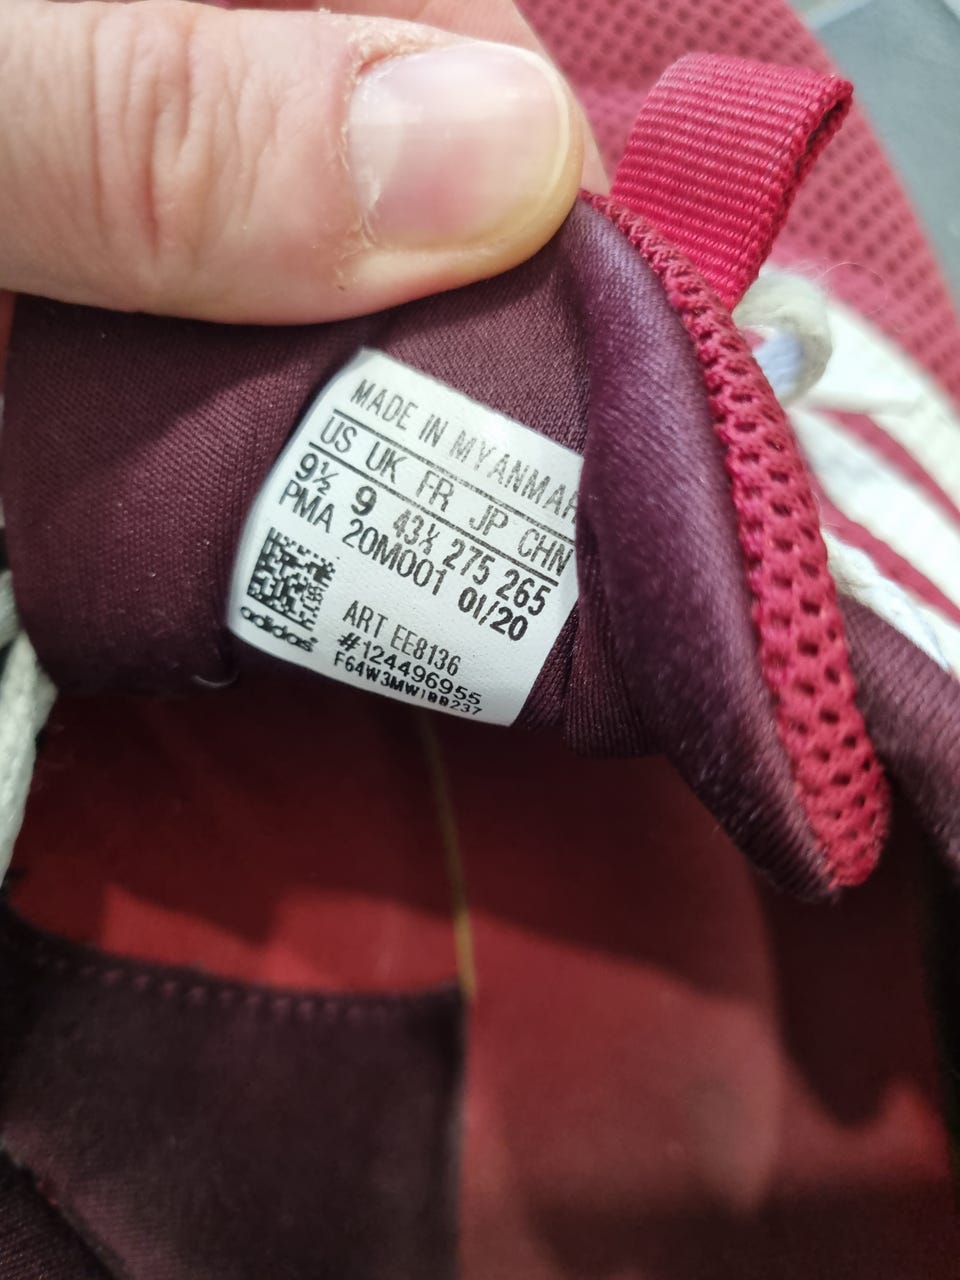 MADE IN MYANMAR
US UK FR JP CHN
9½ 9 43⅓ 275 265
PMA 20M001 01/20
ART EE8136
#124496955
adidas